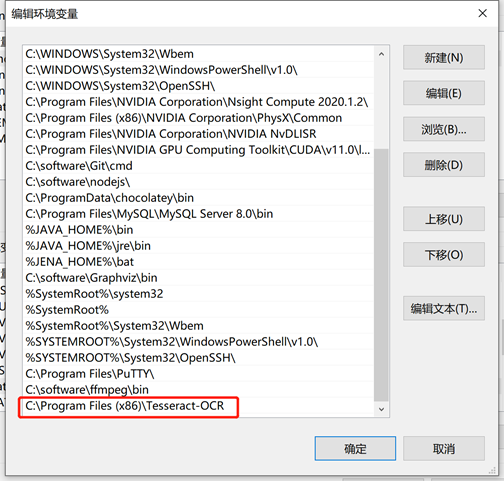 编辑环境变量
C:\WINDOWS\System32\Wbem
C:\WINDOWS\System32\WindowsPowerShell\v1.0\
C:\WINDOWS\System32\OpenSSH\
C:\Program Files\NVIDIA Corporation\Nsight Compute 2020.1.2\
C:\Program Files (x86)\NVIDIA Corporation\PhysX\Common
C:\Program Files\NVIDIA Corporation\NVIDIA NvDLISR
C:\Program Files\NVIDIA GPU Computing Toolkit\CUDA\v11.0\l...
C:\software\Git\cmd
C:\software\nodejs\
C:\ProgramData\chocolatey\bin
C:\Program Files\MySQL\MySQL Server 8.0\bin
%JAVA_HOME%\bin
%JAVA_HOME%\jre\bin
%JENA_HOME%\bat
C:\software\Graphviz\bin
%SystemRoot%\system32
%SystemRoot%
%SystemRoot%\System32\Wbem
%SYSTEMROOT%\System32\WindowsPowerShell\v1.0\
%SYSTEMROOT%\System32\OpenSSH\
C:\Program Files\PuTTY\
C:\software\ffmpeg\bin
C:\Program Files (x86)\Tesseract-OCR
新建(N)
编辑(E)
浏览(B)...
删除(D)
上移(U)
下移(O)
编辑文本(T)...
确定
取消